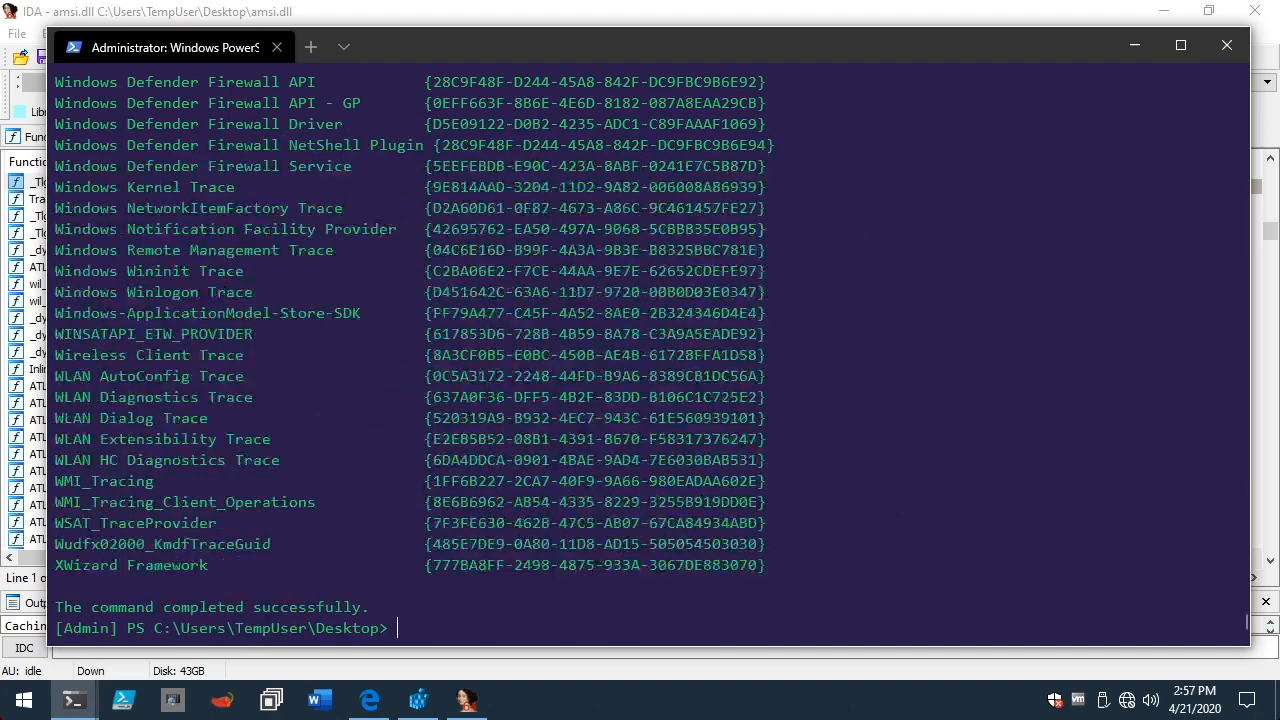 IDA - amsi.dll C:\Users\TempUser\Desktop\amsi.dll
File
Administrator: Windows PowerS
Windows Defender Firewall API {28C9F48F-D244-45A8-842F-DC9FBC9B6E92}
Windows Defender Firewall API - GP {0EFF663F-8B6E-4E6D-8182-087A8EAA29CB}
Windows Defender Firewall Driver {D5E09122-D0B2-4235-ADC1-C89FAAAF1069}
Windows Defender Firewall NetShell Plugin {28C9F48F-D244-45A8-842F-DC9FBC9B6E94}
Windows Defender Firewall Service {5EEFEBDB-E90C-423A-8ABF-0241E7C5B87D}
Windows Kernel Trace {9E814AAD-3204-11D2-9A82-006008A86939}
Windows NetworkItemFactory Trace {D2A60D61-0F87-4673-A86C-9C461457FE27}
Windows Notification Facility Provider {42695762-EA50-497A-9068-5CBBB35E0B95}
Windows Remote Management Trace {04C6E16D-B99F-4A3A-9B3E-B8325BBC781E}
Windows Wininit Trace {C2BA06E2-F7CE-44AA-9E7E-62652CDEFE97}
Windows Winlogon Trace {D451642C-63A6-11D7-9720-00B0D03E0347}
Windows-ApplicationModel-Store-SDK {FF79A477-C45F-4A52-8AE0-2B324346D4E4}
WINSATAPI_ETW_PROVIDER {617853D6-728B-4B59-8A78-C3A9A5EADE92}
Wireless Client Trace {8A3CF0B5-E0BC-450B-AE4B-61728FFA1D58}
WLAN AutoConfig Trace {0C5A3172-2248-44FD-B9A6-8389CB1DC56A}
WLAN Diagnostics Trace {637A0F36-DFF5-4B2F-83DD-B106C1C725E2}
WLAN Dialog Trace {520319A9-B932-4EC7-943C-61E560939101}
WLAN Extensibility Trace {E2EB5B52-08B1-4391-B670-F58317376247}
WLAN HC Diagnostics Trace {6DA4DDCA-0901-4BAE-9AD4-7E6030BAB531}
WMI_Tracing {1FF6B227-2CA7-40F9-9A66-980EADAA602E}
WMI_Tracing_Client_Operations {8E6B6962-AB54-4335-8229-3255B919DD0E}
WSAT_TraceProvider {7F3FE630-462B-47C5-AB07-67CA84934ABD}
Wudfx02000_KmdfTraceGuid {485E7DE9-0A80-11D8-AD15-505054503030}
XWizard Framework {777BA8FF-2498-4875-933A-3067DE883070}
The command completed successfully.
[Admin] PS C:\Users\TempUser\Desktop>
Line 1 o
Outp
Caching
IDC
AU: idle Down Disk: 43GB
2:57 PM
4/21/2020